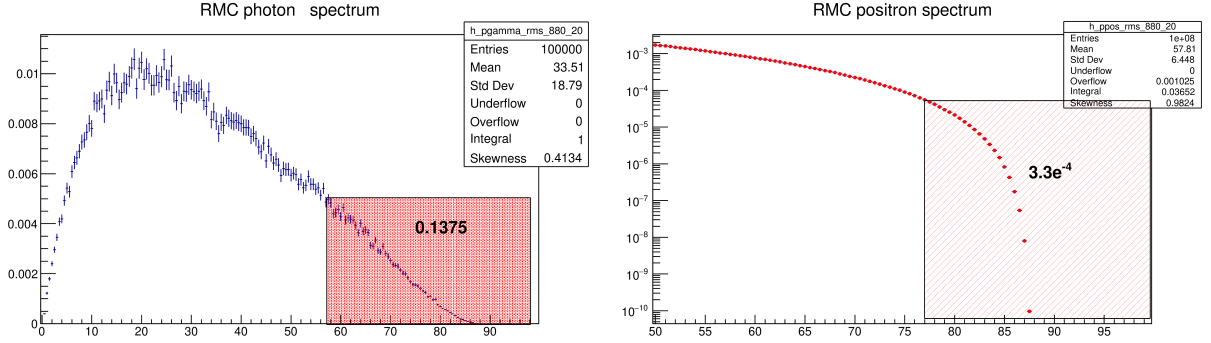 RMC photon spectrum
h_pgamma_rms_880_20
Entries 100000
Mean 33.51
Std Dev 18.79
Underflow 0
Overflow 0
Integral 1
Skewness 0.4134
0.01
0.008
0.006
0.004
0.002
0
0.1375
0 10 20 30 40 50 60 70 80 90
RMC positron spectrum
h_ppos_rms_880_20
Entries 1e+08
Mean 57.81
Std Dev 6.448
Underflow 0
Overflow 0.001025
Integral 0.03652
Skewness 0.9824
10⁻³
10⁻⁴
10⁻⁵
10⁻⁶
10⁻⁷
10⁻⁸
10⁻⁹
10⁻¹⁰
3.3e⁻⁴
50 55 60 65 70 75 80 85 90 95